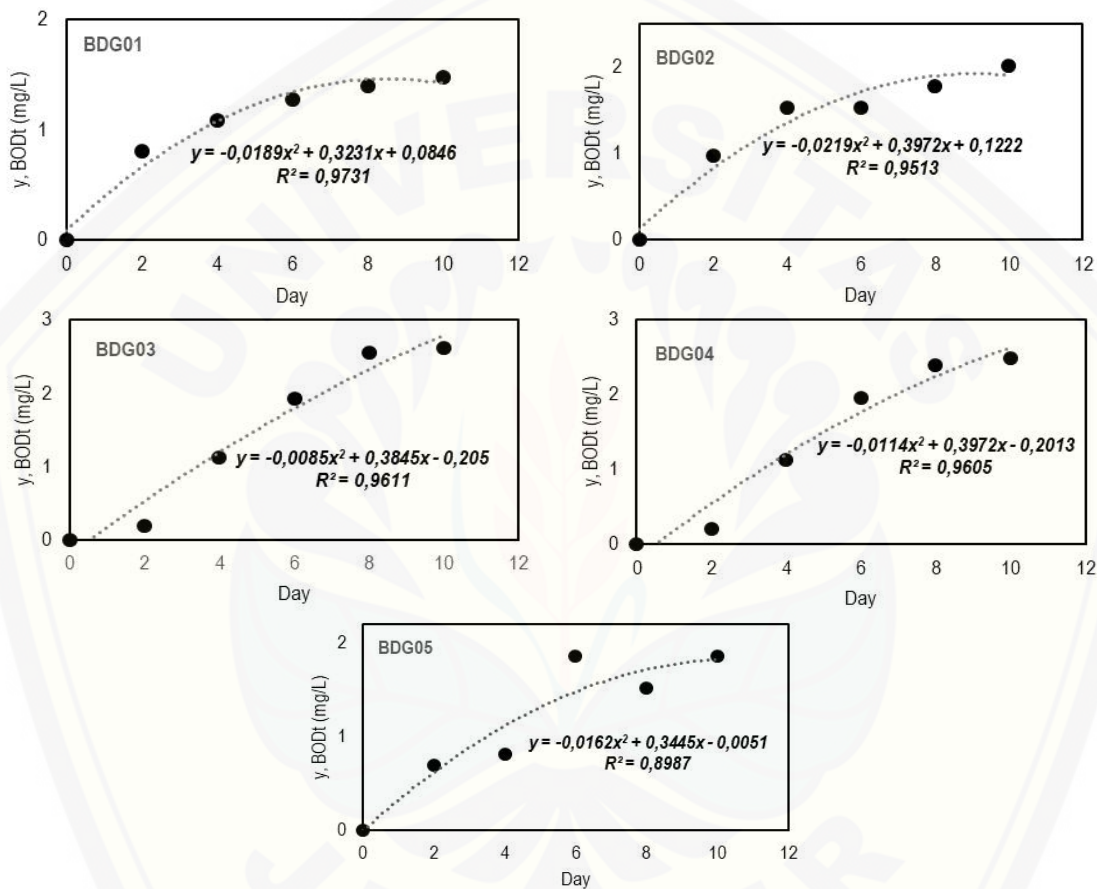 BDG01
y, BODt (mg/L)
2
1
0
y = -0,0189x² + 0,3231x + 0,0846
R² = 0,9731
0 2 4 6 8 10 12
Day
BDG02
y, BODt (mg/L)
2
1
0
y = -0,0219x² + 0,3972x + 0,1222
R² = 0,9513
0 2 4 6 8 10 12
Day
BDG03
y, BODt (mg/L)
3
2
1
0
y = -0,0085x² + 0,3845x - 0,205
R² = 0,9611
0 2 4 6 8 10 12
Day
BDG04
y, BODt (mg/L)
3
2
1
0
y = -0,0114x² + 0,3972x - 0,2013
R² = 0,9605
0 2 4 6 8 10 12
Day
BDG05
y, BODt (mg/L)
2
1
0
y = -0,0162x² + 0,3445x - 0,0051
R² = 0,8987
0 2 4 6 8 10 12
Day
UNIVERSITAS